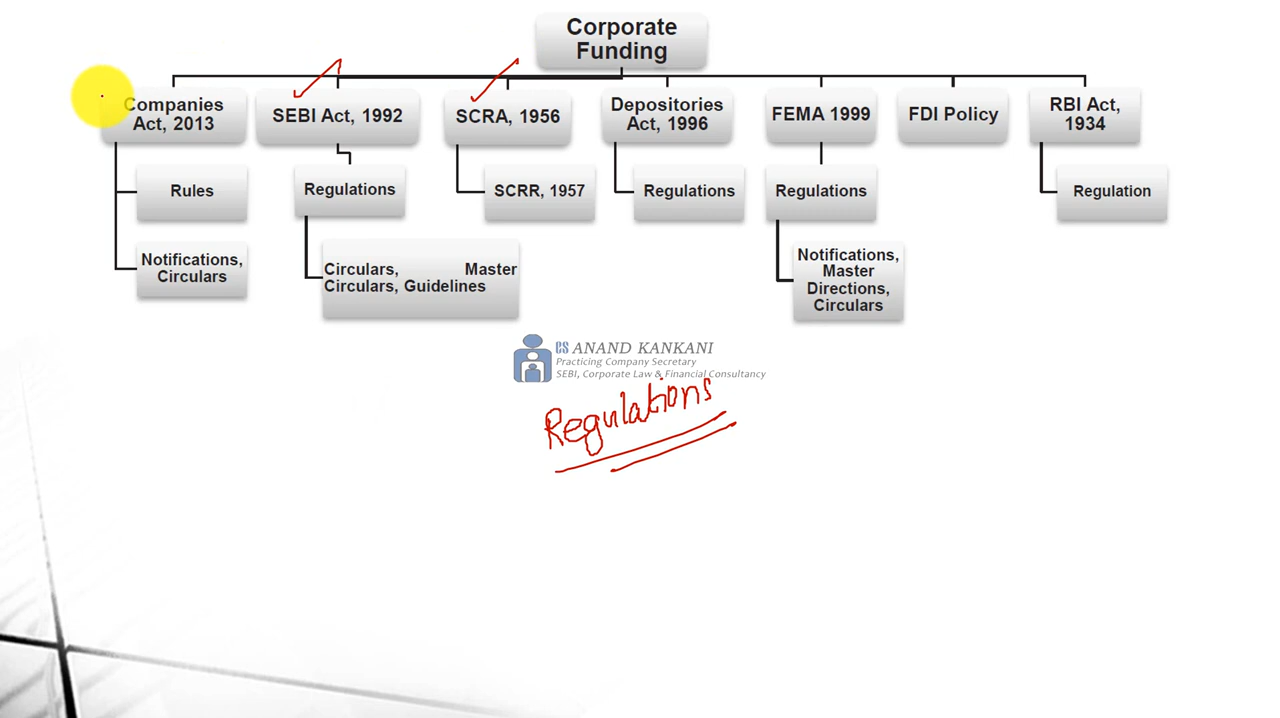 Corporate
Funding
Companies
Act, 2013
SEBI Act, 1992
SCRA, 1956
Depositories
Act, 1996
FEMA 1999
FDI Policy
RBI Act,
1934
Rules
Regulations
SCRR, 1957
Regulations
Regulations
Regulation
Notifications,
Circulars
Circulars, Master
Circulars, Guidelines
Notifications,
Master
Directions,
Circulars
CS ANAND KANKANI
Practicing Company Secretary
SEBI, Corporate Law & Financial Consultancy
Regulations